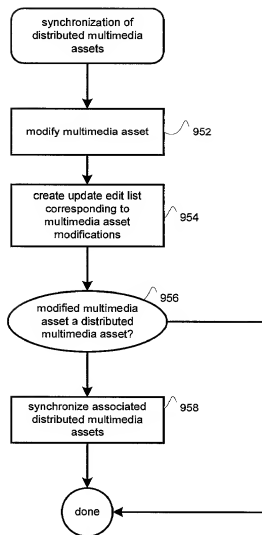 synchronization of
distributed multimedia
assets
modify multimedia asset
952
create update edit list
corresponding to
multimedia asset
modifications
954
956
modified multimedia
asset a distributed
multimedia asset?
synchronize associated
distributed multimedia
assets
958
done